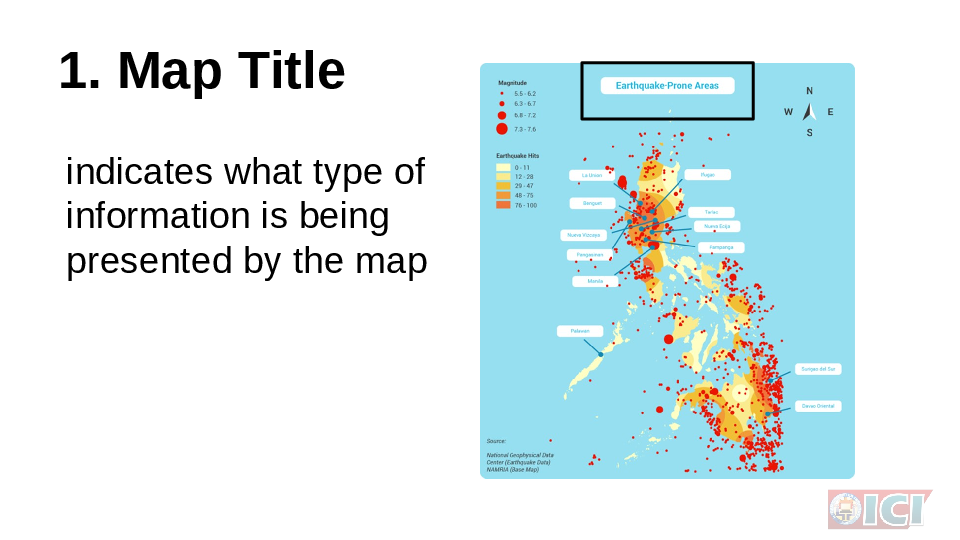 1. Map Title
indicates what type of
information is being
presented by the map
Earthquake-Prone Areas
Magnitude
5.5 - 6.2
6.3 - 6.7
6.8 - 7.2
7.3 - 7.6
N
W E
S
Earthquake Hits
0 - 11
12 - 28
29 - 47
48 - 75
76 - 100
La Union
Ifugao
Benguet
Tarlac
Nueva Ecija
Nueva Vizcaya
Pampanga
Pangasinan
Manila
Palawan
Surigao del Sur
Davao Oriental
Source:
National Geophysical Data
Center (Earthquake Data)
NAMRIA (Base Map)
ICI